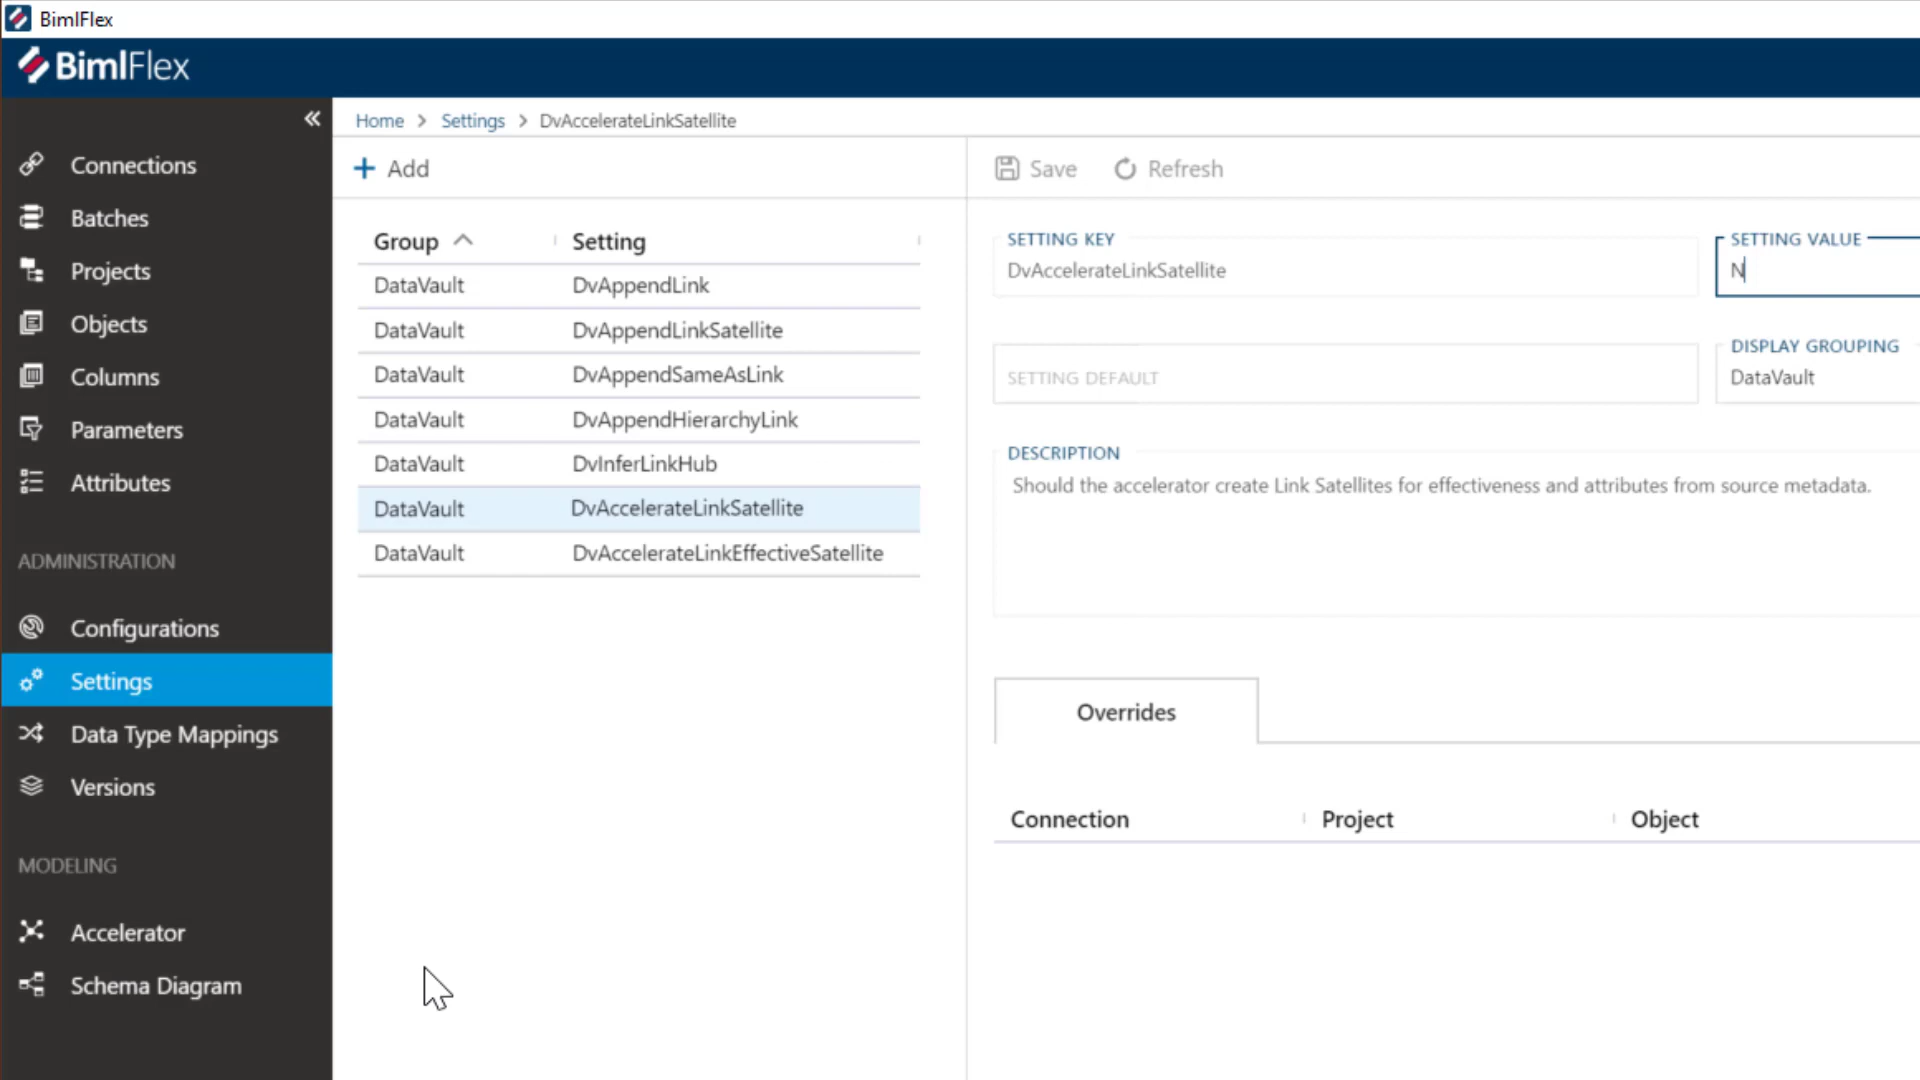 BimlFlex
BimlFlex
Home > Settings > DvAccelerateLinkSatellite
+ Add
Save Refresh
Connections
Batches
Projects
Objects
Columns
Parameters
Attributes
ADMINISTRATION
Configurations
Settings
Data Type Mappings
Versions
MODELING
Accelerator
Schema Diagram
Group Setting
DataVault DvAppendLink
DataVault DvAppendLinkSatellite
DataVault DvAppendSameAsLink
DataVault DvAppendHierarchyLink
DataVault DvInferLinkHub
DataVault DvAccelerateLinkSatellite
DataVault DvAccelerateLinkEffectiveSatellite
SETTING KEY
DvAccelerateLinkSatellite
SETTING VALUE
N
SETTING DEFAULT
DISPLAY GROUPING
DataVault
DESCRIPTION
Should the accelerator create Link Satellites for effectiveness and attributes from source metadata.
Overrides
Connection Project Object